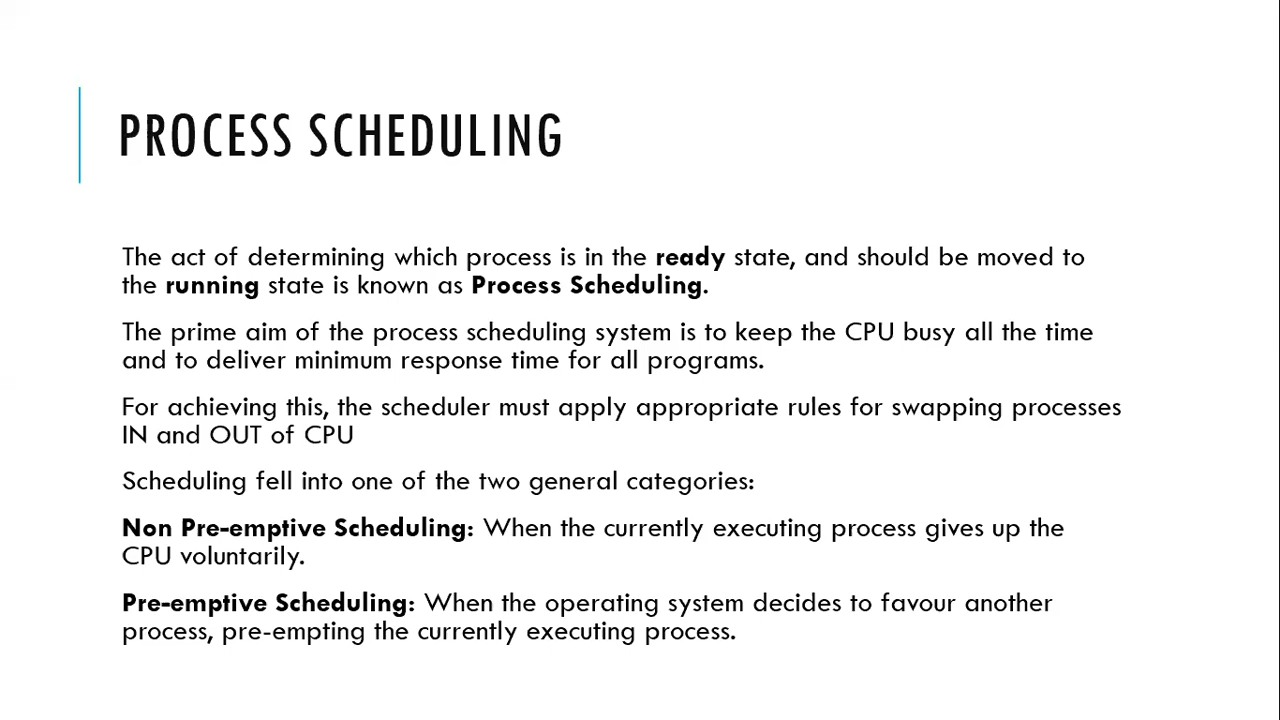 PROCESS SCHEDULING
The act of determining which process is in the ready state, and should be moved to
the running state is known as Process Scheduling.
The prime aim of the process scheduling system is to keep the CPU busy all the time
and to deliver minimum response time for all programs.
For achieving this, the scheduler must apply appropriate rules for swapping processes
IN and OUT of CPU
Scheduling fell into one of the two general categories:
Non Pre-emptive Scheduling: When the currently executing process gives up the
CPU voluntarily.
Pre-emptive Scheduling: When the operating system decides to favour another
process, pre-empting the currently executing process.